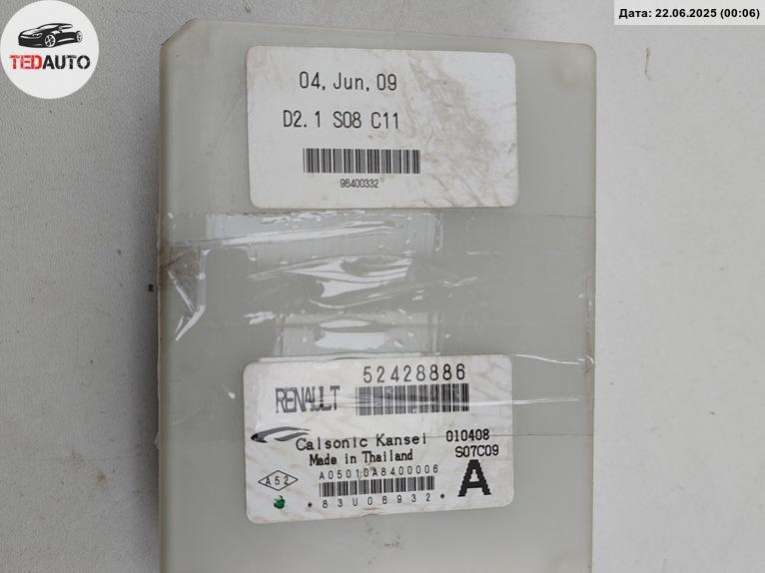 Дата: 22.06.2025 (00:06)
TEDAUTO
04, Jun, 09
D2. 1 S08 C11
98400332
RENAULT 52428886
Calsonic Kansei 010408
Made in Thailand S07C09
A52 A05010A8400006 A
*83U06932*